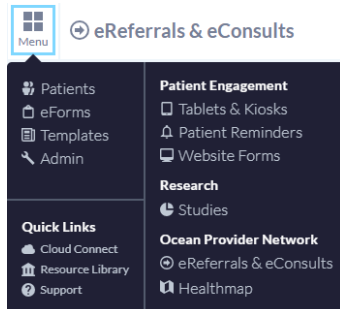 Menu
eReferrals & eConsults
Patients
eForms
Templates
Admin
Quick Links
Cloud Connect
Resource Library
Support
Patient Engagement
Tablets & Kiosks
Patient Reminders
Website Forms
Research
Studies
Ocean Provider Network
eReferrals & eConsults
Healthmap